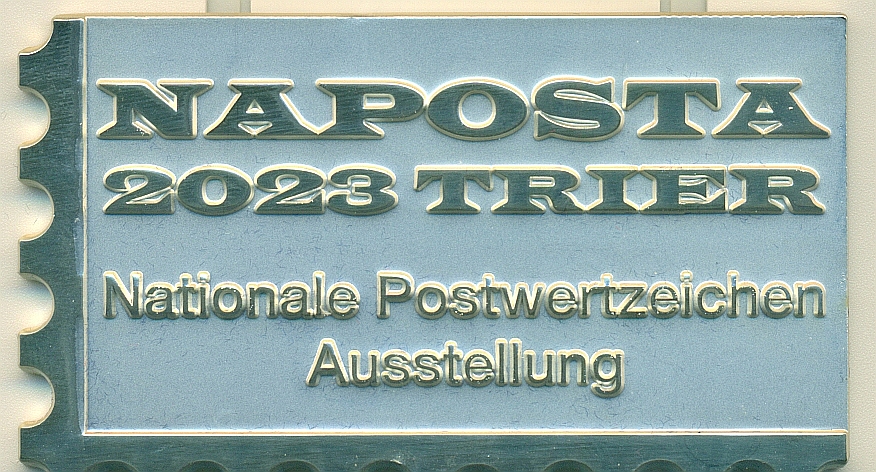 NAPOSTA
2023 TRIER
Nationale Postwertzeichen
Ausstellung